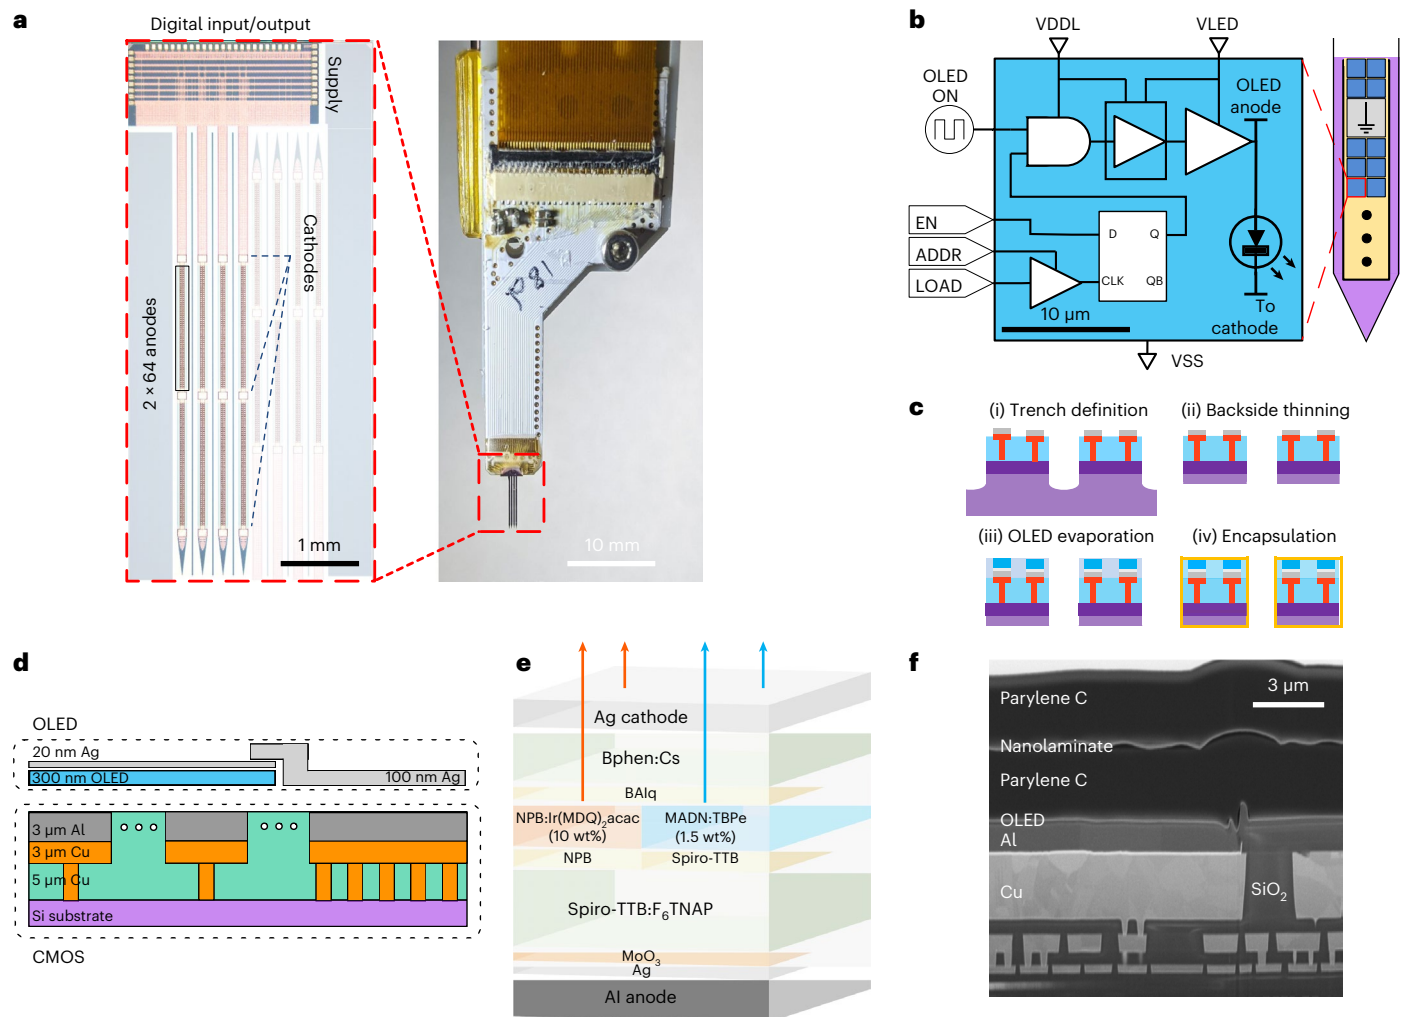 a
Digital input/output
Supply
Cathodes
2 × 64 anodes
1 mm
10 mm
b
VDDL
VLED
OLED
ON
OLED
anode
EN
ADDR
LOAD
D
Q
CLK
QB
10 µm
To
cathode
VSS
c
(i) Trench definition
(ii) Backside thinning
(iii) OLED evaporation
(iv) Encapsulation
d
OLED
20 nm Ag
300 nm OLED
100 nm Ag
3 µm Al
3 µm Cu
5 µm Cu
Si substrate
CMOS
e
Ag cathode
Bphen:Cs
BAlq
NPB:Ir(MDQ)₂acac
(10 wt%)
MADN:TBPe
(1.5 wt%)
NPB
Spiro-TTB
Spiro-TTB:F₆TNAP
MoO₃
Ag
Al anode
f
3 µm
Parylene C
Nanolaminate
Parylene C
OLED
Al
Cu
SiO₂